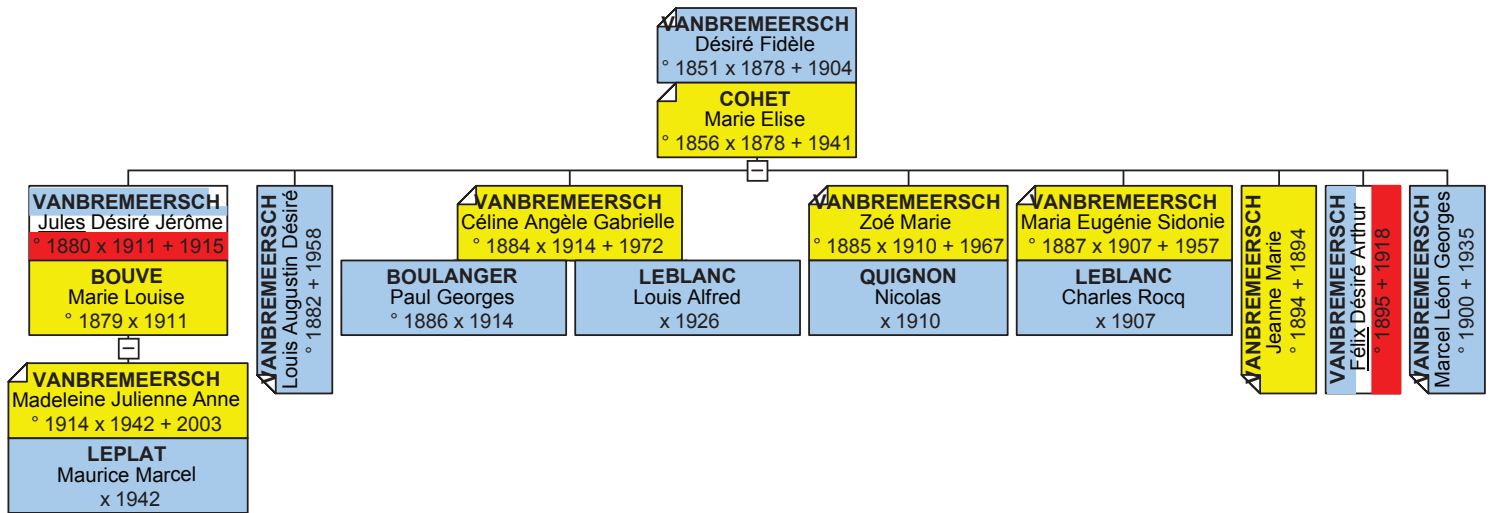 VANBREMEERSCH
Désiré Fidèle
° 1851 x 1878 + 1904
COHET
Marie Elise
° 1856 x 1878 + 1941
VANBREMEERSCH
Jules Désiré Jérôme
° 1880 x 1911 + 1915
BOUVE
Marie Louise
° 1879 x 1911
VANBREMEERSCH
Madeleine Julienne Anne
° 1914 x 1942 + 2003
LEPLAT
Maurice Marcel
x 1942
VANBREMEERSCH
Louis Augustin Désiré
° 1882 + 1958
VANBREMEERSCH
Céline Angèle Gabrielle
° 1884 x 1914 + 1972
BOULANGER
Paul Georges
° 1886 x 1914
LEBLANC
Louis Alfred
x 1926
VANBREMEERSCH
Zoé Marie
° 1885 x 1910 + 1967
QUIGNON
Nicolas
x 1910
VANBREMEERSCH
Maria Eugénie Sidonie
° 1887 x 1907 + 1957
LEBLANC
Charles Rocq
x 1907
VANBREMEERSCH
Jeanne Marie
° 1894 + 1894
VANBREMEERSCH
Félix Désiré Arthur
° 1895 + 1918
VANBREMEERSCH
Marcel Léon Georges
° 1900 + 1935